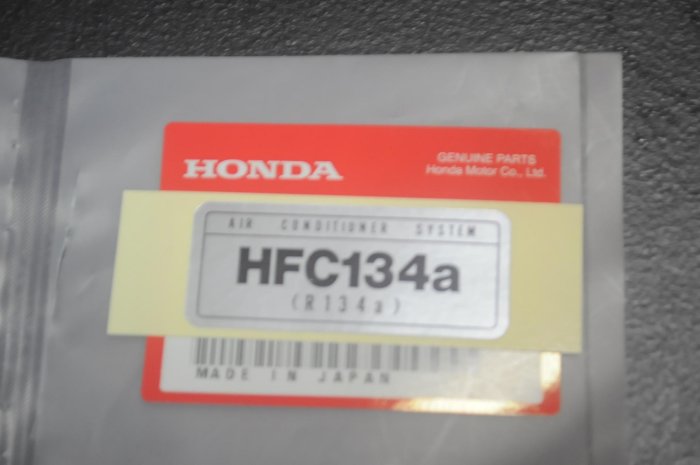 HONDA
GENUINE PARTS
Honda Motor Co., Ltd.
AIR CONDITIONER SYSTEM
HFC134a
(R134a)
MADE IN JAPAN